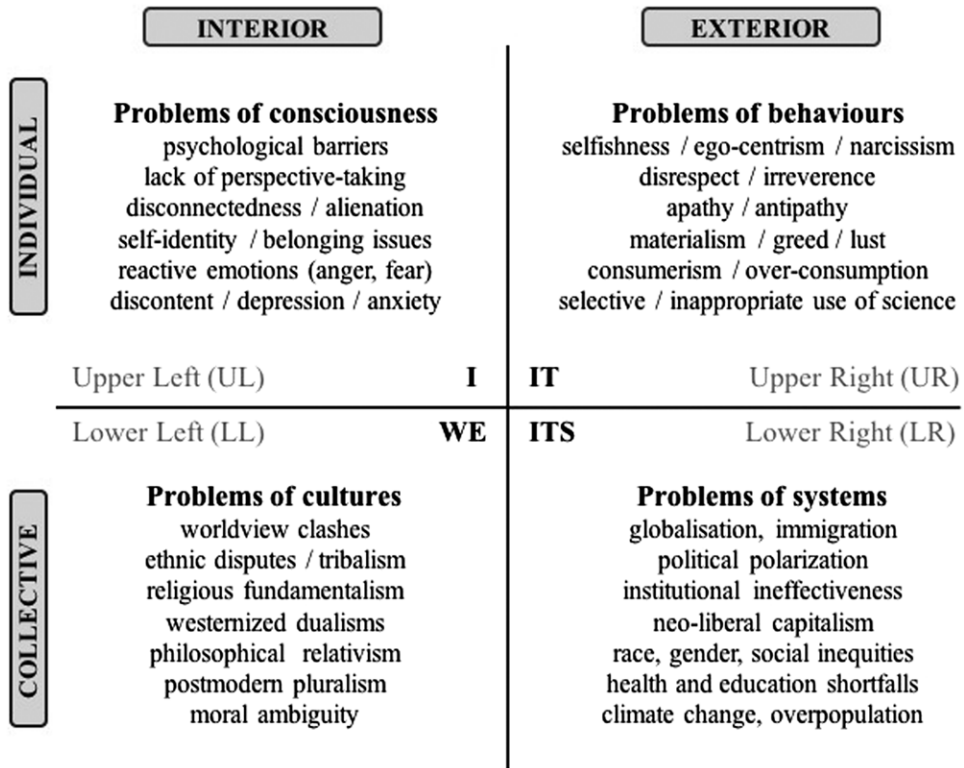 INTERIOR
EXTERIOR
INDIVIDUAL
Problems of consciousness
psychological barriers
lack of perspective-taking
disconnectedness / alienation
self-identity / belonging issues
reactive emotions (anger, fear)
discontent / depression / anxiety
Problems of behaviours
selfishness / ego-centrism / narcissism
disrespect / irreverence
apathy / antipathy
materialism / greed / lust
consumerism / over-consumption
selective / inappropriate use of science
Upper Left (UL)
I
IT
Upper Right (UR)
Lower Left (LL)
WE
ITS
Lower Right (LR)
COLLECTIVE
Problems of cultures
worldview clashes
ethnic disputes / tribalism
religious fundamentalism
westernized dualisms
philosophical relativism
postmodern pluralism
moral ambiguity
Problems of systems
globalisation, immigration
political polarization
institutional ineffectiveness
neo-liberal capitalism
race, gender, social inequities
health and education shortfalls
climate change, overpopulation